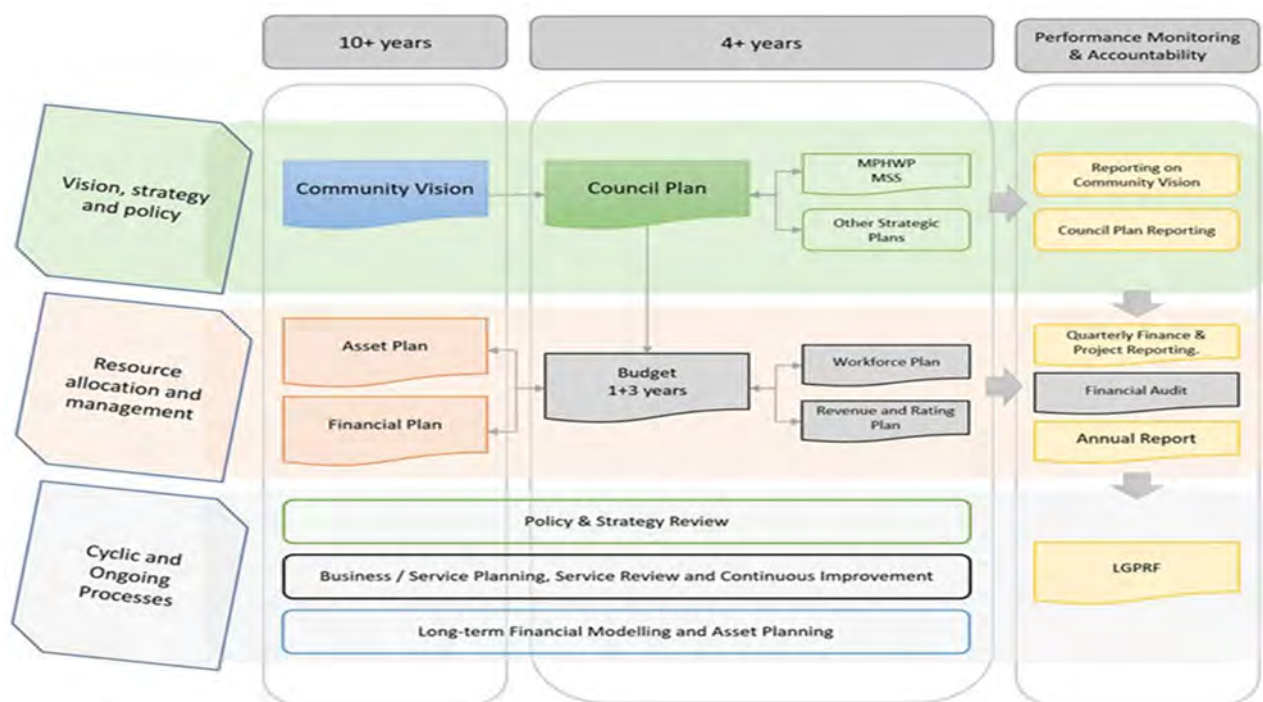 10+ years
4+ years
Performance Monitoring
& Accountability
Vision, strategy
and policy
Community Vision
Council Plan
MPHWP
MSS
Other Strategic
Plans
Reporting on
Community Vision
Council Plan Reporting
Resource
allocation and
management
Asset Plan
Financial Plan
Budget
1+3 years
Workforce Plan
Revenue and Rating
Plan
Quarterly Finance &
Project Reporting.
Financial Audit
Annual Report
Cyclic and
Ongoing
Processes
Policy & Strategy Review
Business / Service Planning, Service Review and Continuous Improvement
Long-term Financial Modelling and Asset Planning
LGPRF